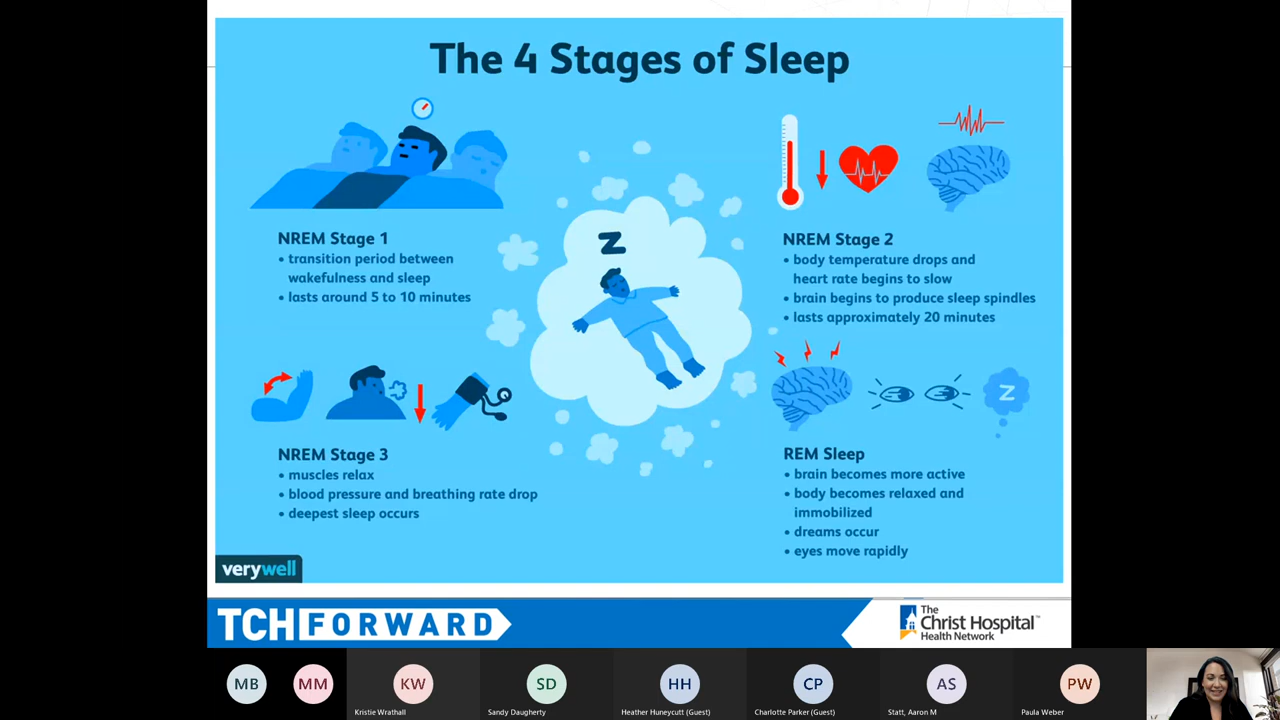 The 4 Stages of Sleep
NREM Stage 1
• transition period between
wakefulness and sleep
• lasts around 5 to 10 minutes
Z
NREM Stage 2
• body temperature drops and
heart rate begins to slow
• brain begins to produce sleep spindles
• lasts approximately 20 minutes
NREM Stage 3
• muscles relax
• blood pressure and breathing rate drop
• deepest sleep occurs
Z
REM Sleep
• brain becomes more active
• body becomes relaxed and
immobilized
• dreams occur
• eyes move rapidly
verywell
TCH FORWARD
The
Christ Hospital™
Health Network
MB
MM
KW
SD
HH
CP
AS
PW
Kristie Wrathall
Sandy Daugherty
Heather Huneycutt (Guest)
Charlotte Parker (Guest)
Statt, Aaron M
Paula Weber